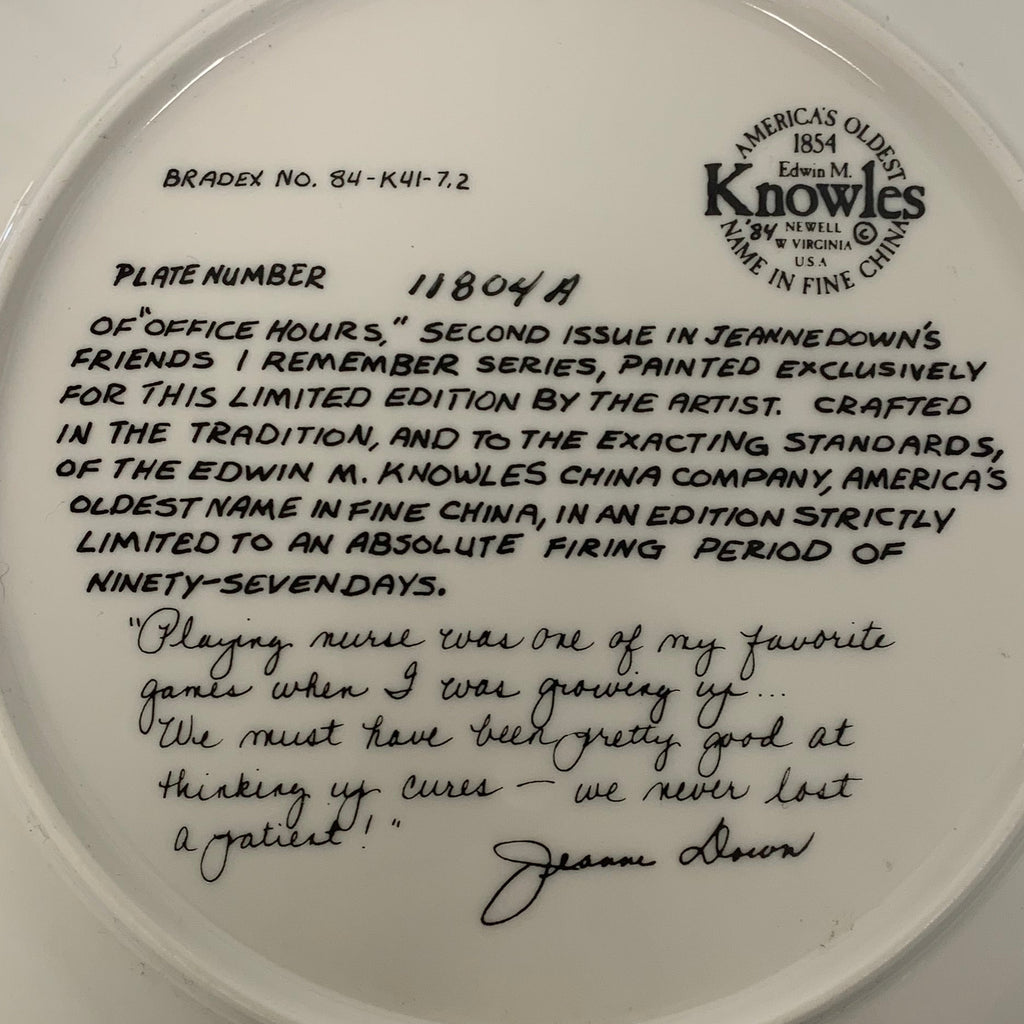 AMERICA'S OLDEST
1854
Edwin M.
Knowles
'84 NEWELL ©
W VIRGINIA
U.S.A
NAME IN FINE CHINA
BRADEX NO. 84-K41-7.2
PLATE NUMBER 11804A
OF "OFFICE HOURS," SECOND ISSUE IN JEANNE DOWN'S
FRIENDS I REMEMBER SERIES, PAINTED EXCLUSIVELY
FOR THIS LIMITED EDITION BY THE ARTIST. CRAFTED
IN THE TRADITION, AND TO THE EXACTING STANDARDS,
OF THE EDWIN M. KNOWLES CHINA COMPANY, AMERICA'S
OLDEST NAME IN FINE CHINA, IN AN EDITION STRICTLY
LIMITED TO AN ABSOLUTE FIRING PERIOD OF
NINETY-SEVEN DAYS.
"Playing nurse was one of my favorite
games when I was growing up...
We must have been pretty good at
thinking up cures — we never lost
a patient!"
Jeanne Down